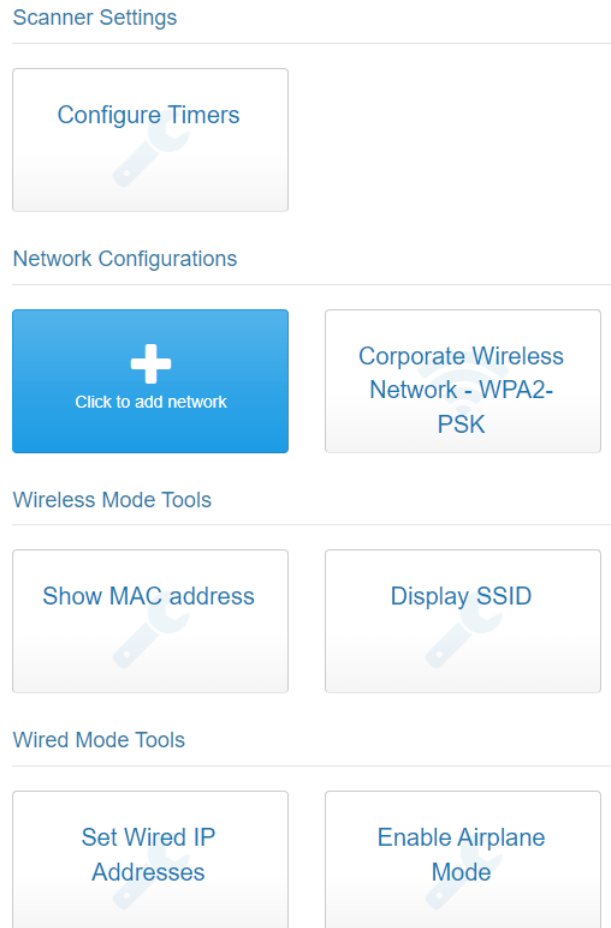 Scanner Settings
Configure Timers
Network Configurations
Click to add network
Corporate Wireless
Network - WPA2-
PSK
Wireless Mode Tools
Show MAC address
Display SSID
Wired Mode Tools
Set Wired IP
Addresses
Enable Airplane
Mode